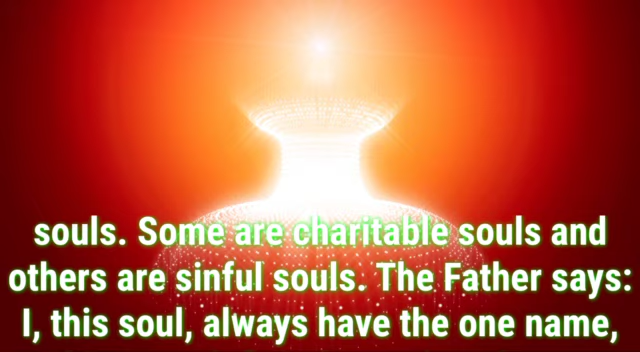 souls. Some are charitable souls and
others are sinful souls. The Father says:
I, this soul, always have the one name,